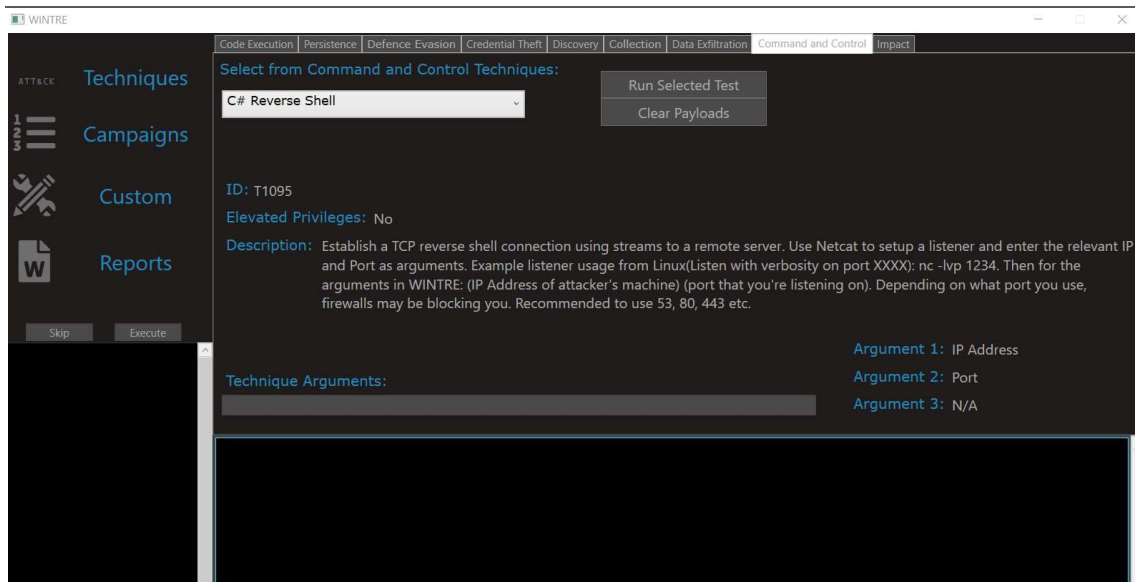 WINTRE
Code Execution Persistence Defence Evasion Credential Theft Discovery Collection Data Exfiltration Command and Control Impact
ATT&CK Techniques
1 2 3 Campaigns
Custom
W Reports
Skip Execute
Select from Command and Control Techniques:
C# Reverse Shell
Run Selected Test
Clear Payloads
ID: T1095
Elevated Privileges: No
Description: Establish a TCP reverse shell connection using streams to a remote server. Use Netcat to setup a listener and enter the relevant IP
and Port as arguments. Example listener usage from Linux(Listen with verbosity on port XXXX): nc -lvp 1234. Then for the
arguments in WINTRE: (IP Address of attacker's machine) (port that you're listening on). Depending on what port you use,
firewalls may be blocking you. Recommended to use 53, 80, 443 etc.
Technique Arguments:
Argument 1: IP Address
Argument 2: Port
Argument 3: N/A